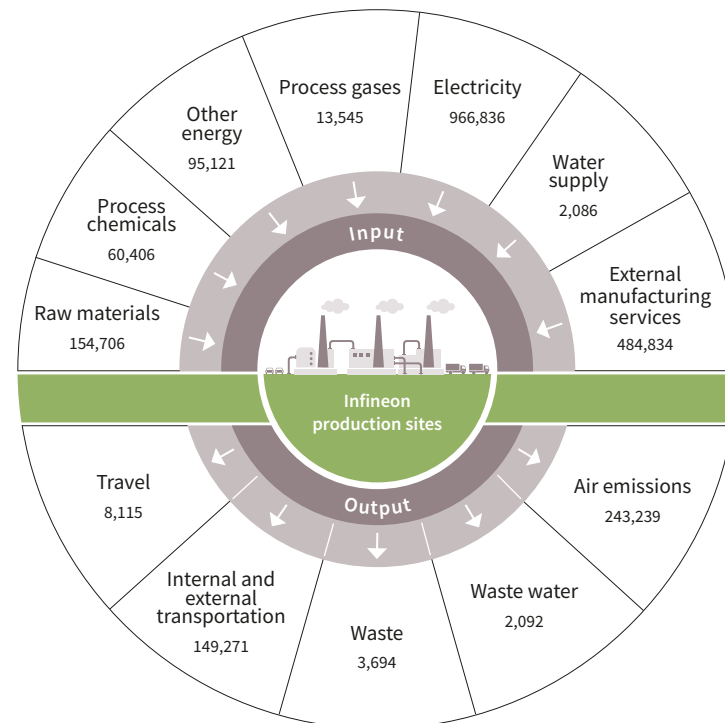 Process gases
13,545
Electricity
966,836
Other
energy
95,121
Water
supply
2,086
Process
chemicals
60,406
External
manufacturing
services
484,834
Raw materials
154,706
Input
Infineon
production sites
Output
Travel
8,115
Air emissions
243,239
Internal and
external
transportation
149,271
Waste water
2,092
Waste
3,694